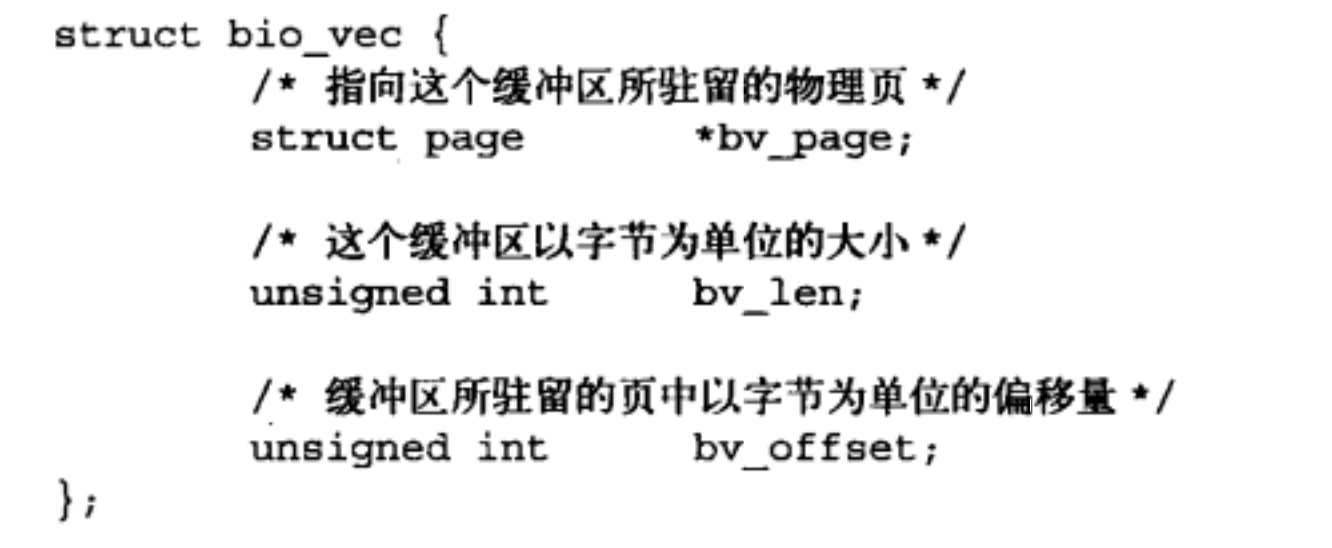 struct bio_vec {
/* 指向这个缓冲区所驻留的物理页 */
struct page *bv_page;
/* 这个缓冲区以字节为单位的大小 */
unsigned int bv_len;
/* 缓冲区所驻留的页中以字节为单位的偏移量 */
unsigned int bv_offset;
};